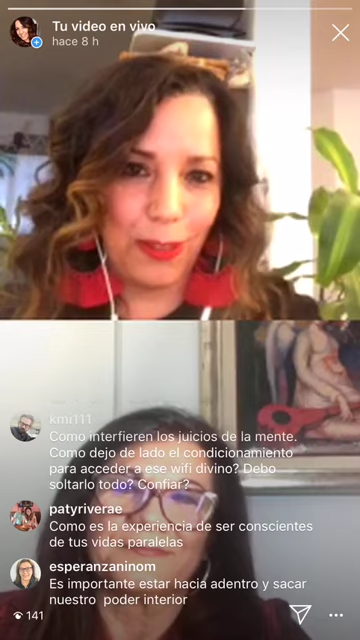 Tu video en vivo
hace 8 h
kmi111
Como interfieren los juicios de la mente.
Como dejo de lado el condicionamiento
para acceder a ese wifi divino? Debo
soltarlo todo? Confiar?
patyriverae
Como es la experiencia de ser conscientes
de tus vidas paralelas
esperanzaninom
Es importante estar hacia adentro y sacar
nuestro poder interior
141